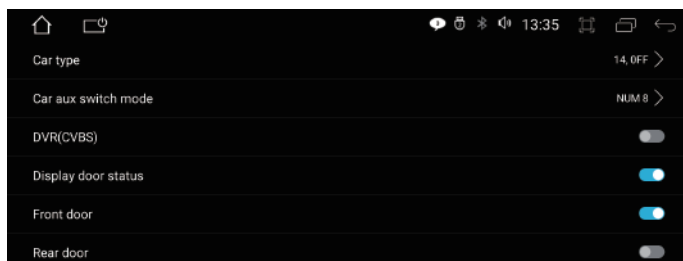 13:35
Car type
14, 0FF
Car aux switch mode
NUM 8
DVR(CVBS)
Display door status
Front door
Rear door